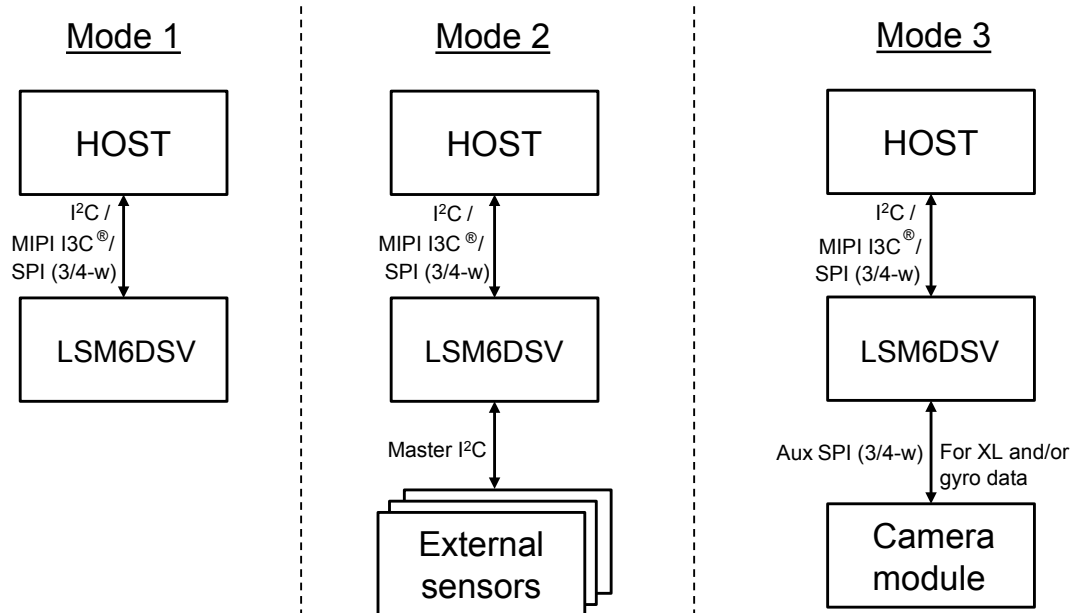 Mode 1
HOST
I²C /
MIPI I3C ®/
SPI (3/4-w)
LSM6DSV
Mode 2
HOST
I²C /
MIPI I3C ®/
SPI (3/4-w)
LSM6DSV
Master I²C
External
sensors
Mode 3
HOST
I²C /
MIPI I3C ®/
SPI (3/4-w)
LSM6DSV
Aux SPI (3/4-w)
For XL and/or
gyro data
Camera
module